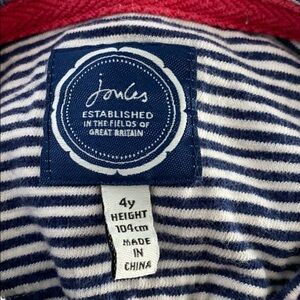 Joules
ESTABLISHED
IN THE FIELDS OF
GREAT BRITAIN
4y
HEIGHT
104cm
MADE
IN
CHINA